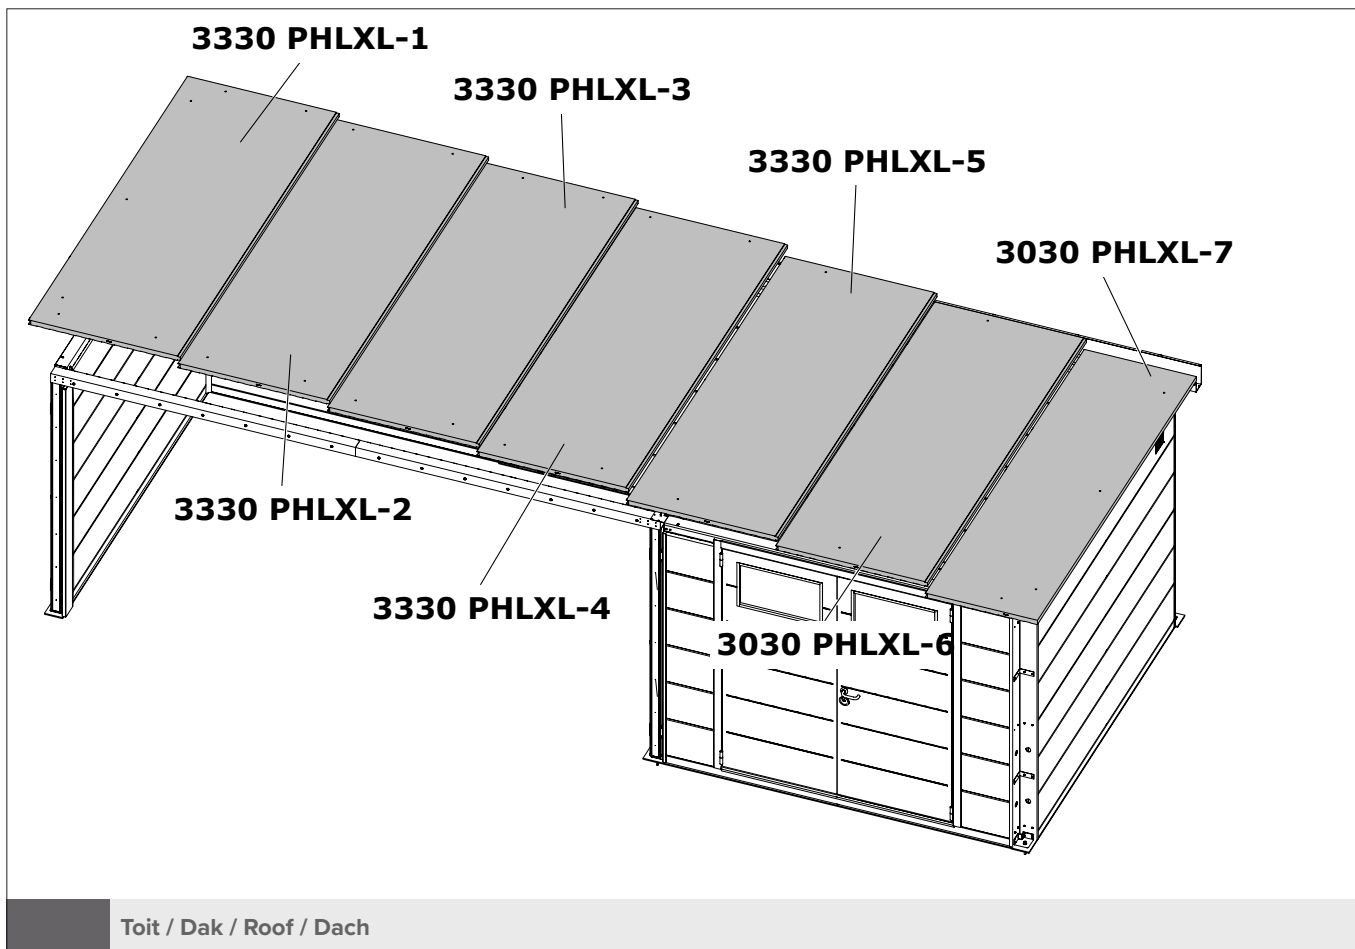 3330 PHLXL-1
3330 PHLXL-3
3330 PHLXL-5
3030 PHLXL-7
3330 PHLXL-2
3330 PHLXL-4
3030 PHLXL-6
Toit / Dak / Roof / Dach